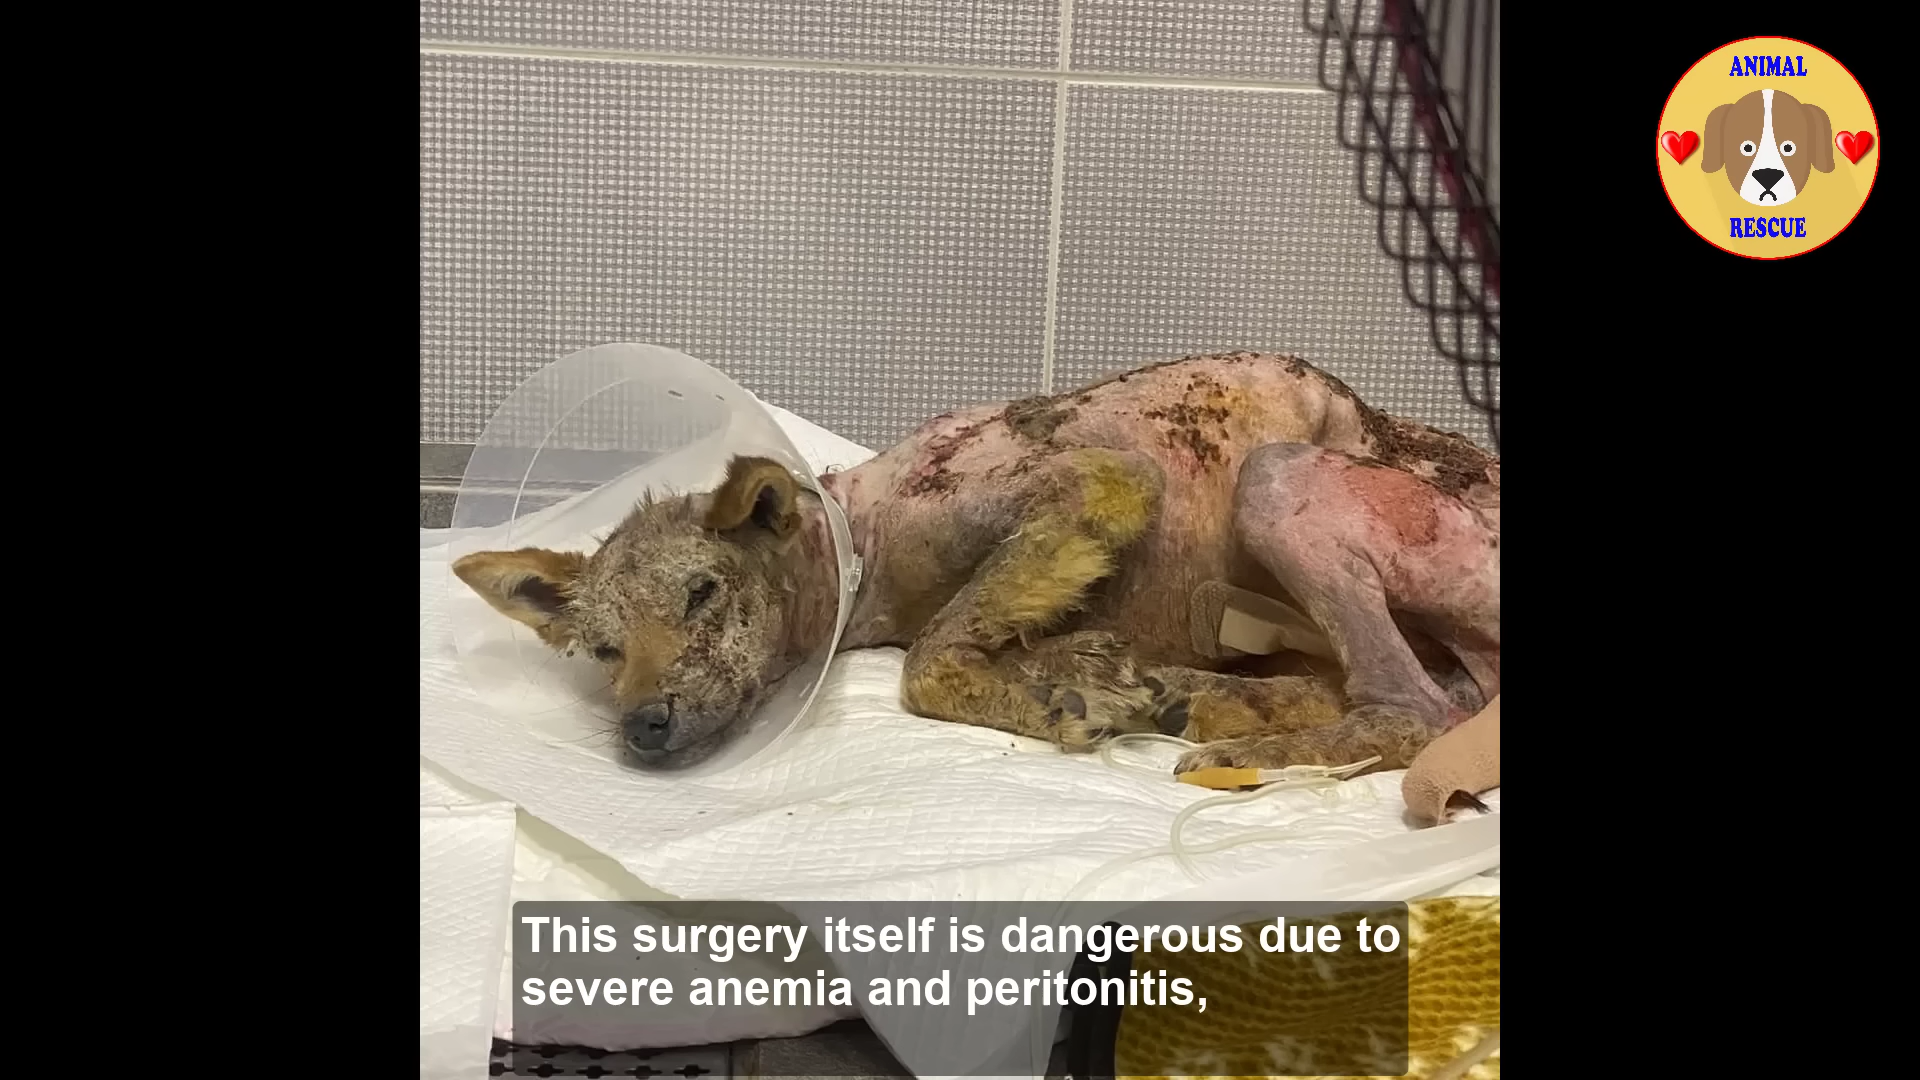 ANIMAL
RESCUE
This surgery itself is dangerous due to
severe anemia and peritonitis,